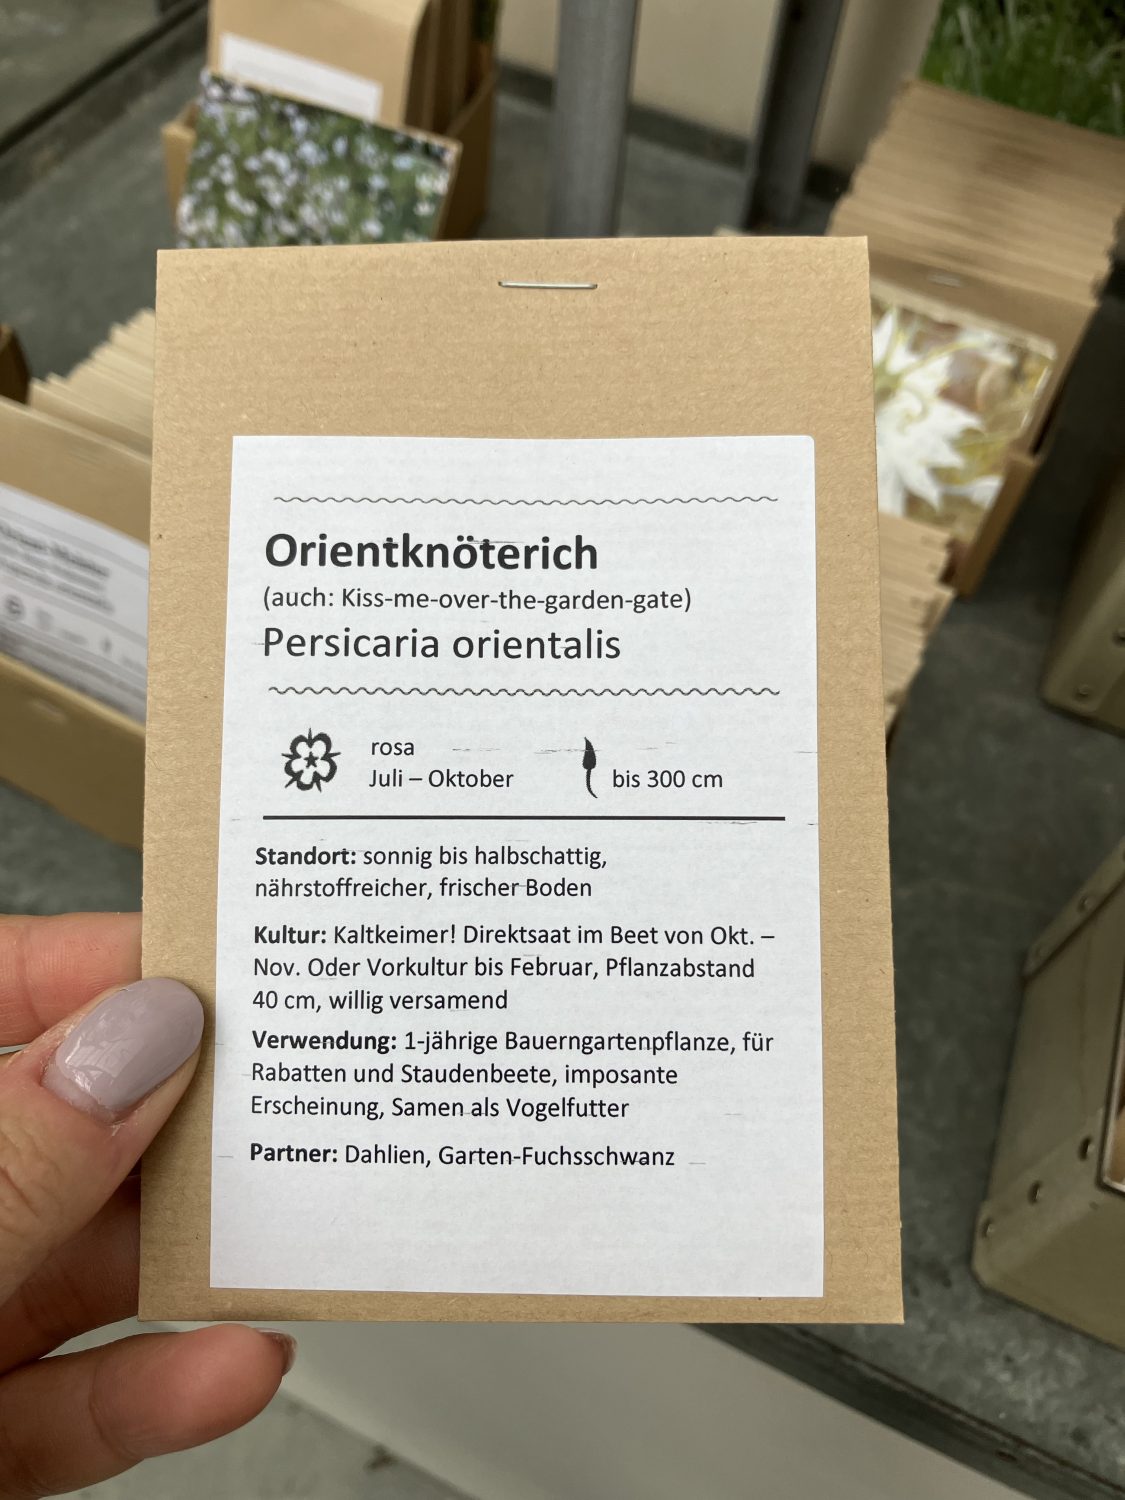 Orientknöterich
(auch: Kiss-me-over-the-garden-gate)
Persicaria orientalis
rosa
Juli – Oktober
bis 300 cm
Standort: sonnig bis halbschattig,
nährstoffreicher, frischer Boden
Kultur: Kaltkeimer! Direktsaat im Beet von Okt. –
Nov. Oder Vorkultur bis Februar, Pflanzabstand
40 cm, willig versamend
Verwendung: 1-jährige Bauerngartenpflanze, für
Rabatten und Staudenbeete, imposante
Erscheinung, Samen als Vogelfutter
Partner: Dahlien, Garten-Fuchsschwanz